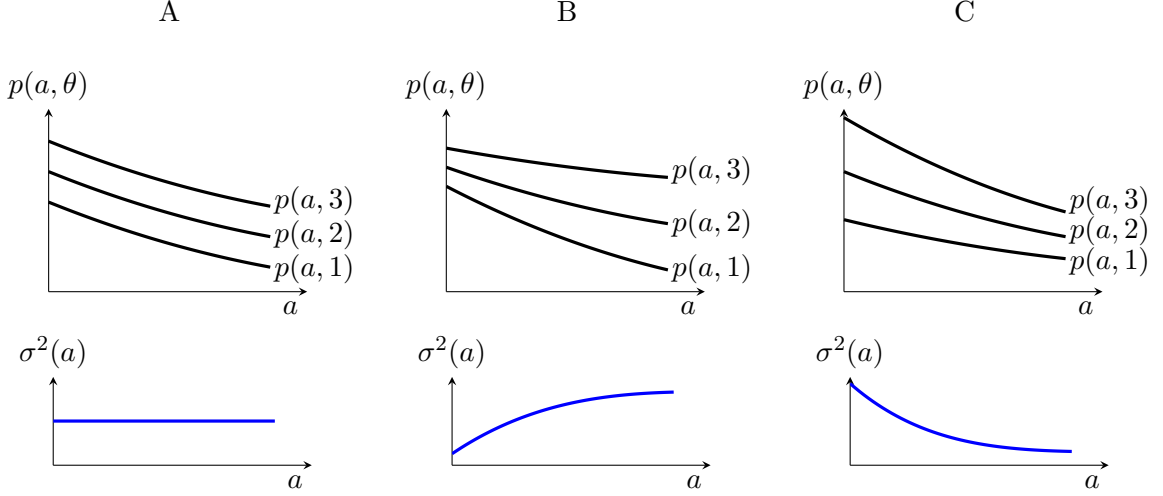 A
B
C
p(a, θ)
p(a, θ)
p(a, θ)
p(a, 3)
p(a, 2)
p(a, 1)
a
p(a, 3)
p(a, 2)
p(a, 1)
a
p(a, 3)
p(a, 2)
p(a, 1)
a
σ²(a)
σ²(a)
σ²(a)
a
a
a